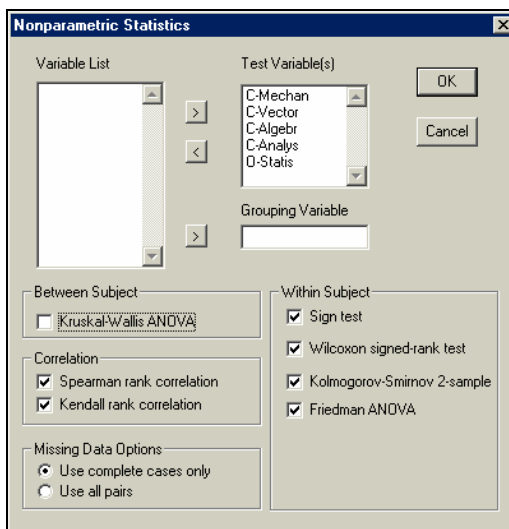 Nonparametric Statistics
Variable List
Test Variable(s)
C-Mechan
C-Vector
C-Algebr
C-Analys
O-Statis
>
<
OK
Cancel
Grouping Variable
>
Between Subject
Kruskal-Wallis ANOVA
Correlation
Spearman rank correlation
Kendall rank correlation
Missing Data Options
Use complete cases only
Use all pairs
Within Subject
Sign test
Wilcoxon signed-rank test
Kolmogorov-Smirnov 2-sample
Friedman ANOVA